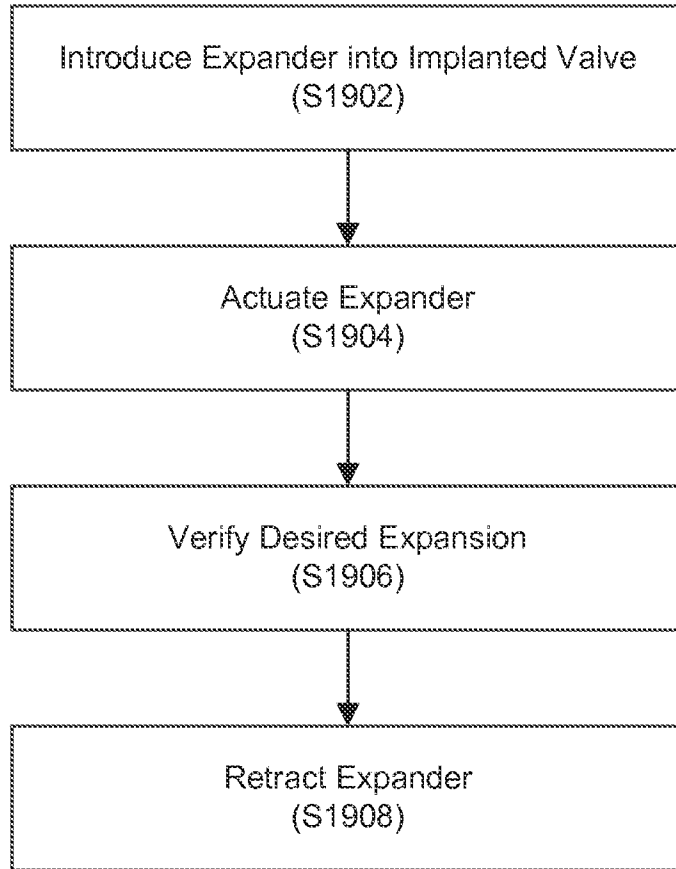 Introduce Expander into Implanted Valve
(S1902)
Actuate Expander
(S1904)
Verify Desired Expansion
(S1906)
Retract Expander
(S1908)